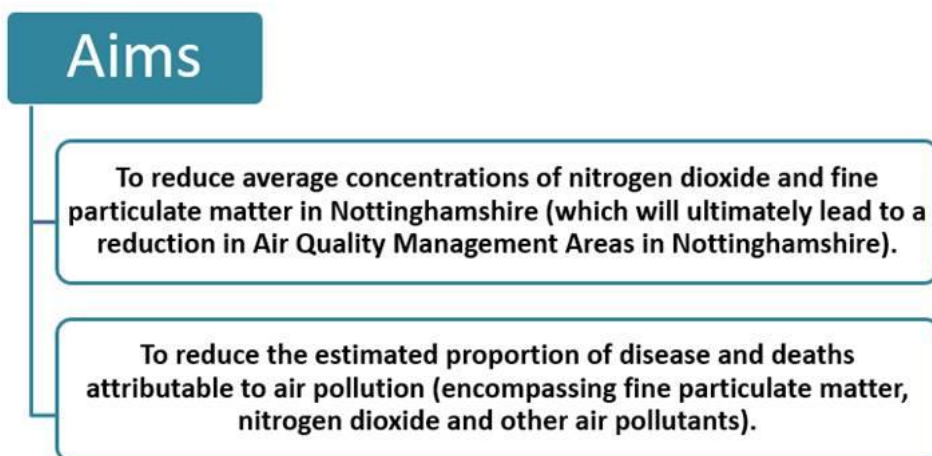 Aims
To reduce average concentrations of nitrogen dioxide and fine
particulate matter in Nottinghamshire (which will ultimately lead to a
reduction in Air Quality Management Areas in Nottinghamshire).
To reduce the estimated proportion of disease and deaths
attributable to air pollution (encompassing fine particulate matter,
nitrogen dioxide and other air pollutants).